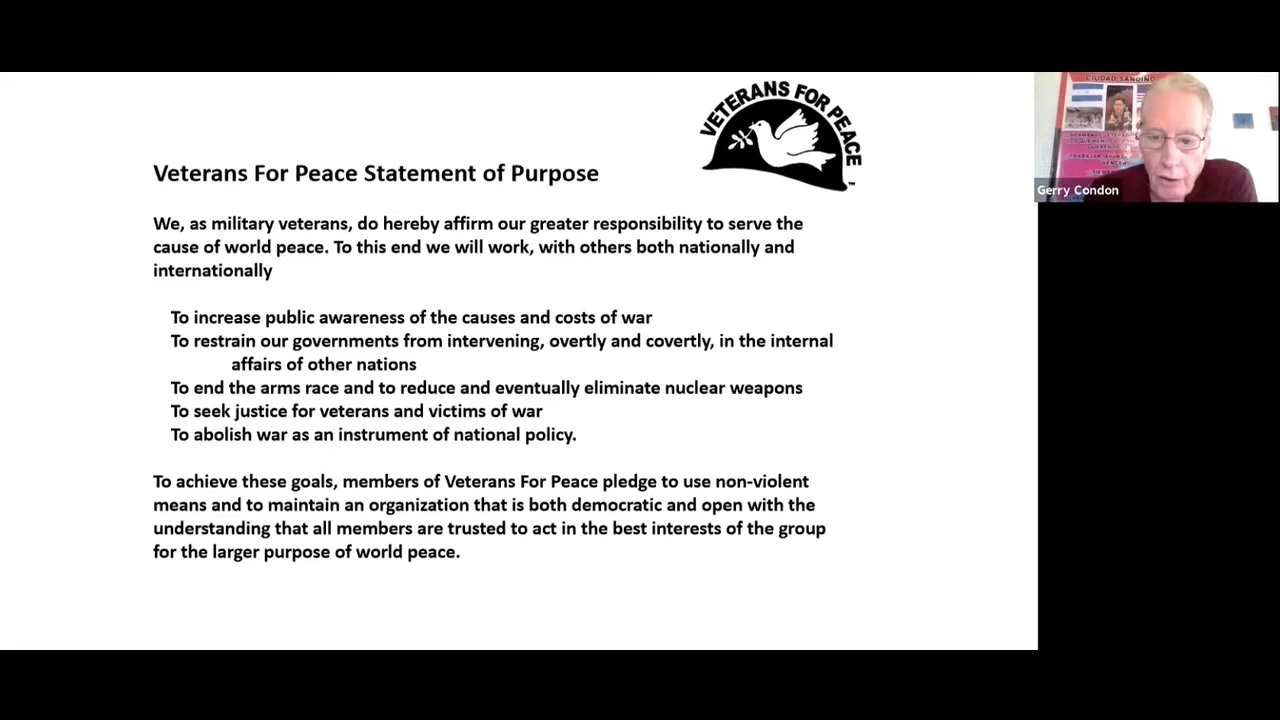 VETERANS FOR PEACE
™
Veterans For Peace Statement of Purpose
We, as military veterans, do hereby affirm our greater responsibility to serve the
cause of world peace. To this end we will work, with others both nationally and
internationally
To increase public awareness of the causes and costs of war
To restrain our governments from intervening, overtly and covertly, in the internal
affairs of other nations
To end the arms race and to reduce and eventually eliminate nuclear weapons
To seek justice for veterans and victims of war
To abolish war as an instrument of national policy.
To achieve these goals, members of Veterans For Peace pledge to use non-violent
means and to maintain an organization that is both democratic and open with the
understanding that all members are trusted to act in the best interests of the group
for the larger purpose of world peace.
CIUDAD SANDINO
Gerry Condon